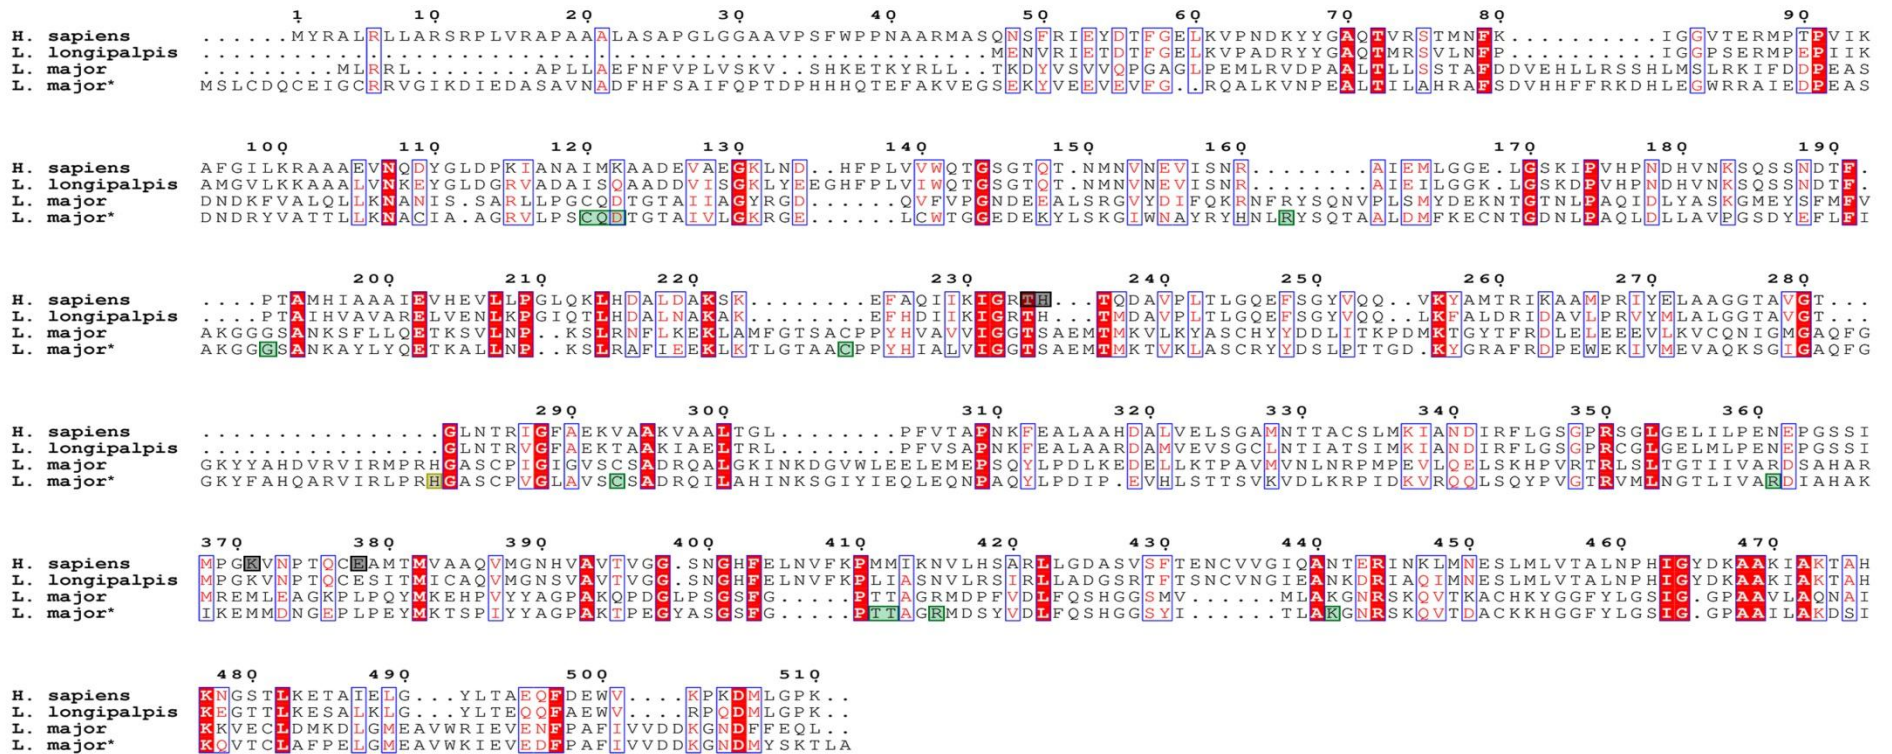 1 10 20 30 40 50 60 70 80 90
H. sapiens ......MYRALRLLARSRPLVRAPAAALASAPGLGGAAVPSFWPPNAARMASQNSFRIEYDTFGELKVPNDKYYGAQTVRSTMNFK..........IGGVTERMPTPVIK
L. longipalpis ....................................................MENVRIETDTFGELKVPADRYYGAQTMRSVLNFP..........IGGPSERMPEPIIK
L. major .........MLRRL.......APLLAEFNFVPLVSKV..SHKETKYRLL..TKDYVSVVQPGAGLPEMLRVDPAALTLLSSTAFDDVEHLLRSSHLMSLRKIFDDPEAS
L. major* MSLCDQCEIGCRRVGIKDIEDASAVNADFHFSAIFQPTDPHHHQTEFAKVEGSEKYVEEVEVFG..RQALKVNPEALTILAHRAFSDVHHFFRKDHLEGWRRAIEDPEAS
100 110 120 130 140 150 160 170 180 190
H. sapiens AFGILKRAAAEVNQDYGLDPKIANAIMKAADEVAEGKLND..HFPLVVWQTGSGTQT.NMNVNEVISNR........AIEMLGGE.LGSKIPVHPNDHVNKSQSSNDTF.
L. longipalpis AMGVLKKAAALVNKEYGLDGRVADAISQAADDVISGKLYEEGHFPLVIWQTGSGTQT.NMNVNEVISNR........AIEILGGK.LGSKDPVHPNDHVNKSQSSNDTF.
L. major DNDKFVALQLLKNANIS.SARLLPGCQDTGTAIIAGYRGD......QVFVPGNDEEALSRGVYDIFQKRNFRYSQNVPLSMYDEKNTGTNLPAQIDLYASKGMEYSFMFV
L. major* DNDRYVATTLLKNACIA.AGRVLPSCQDTGTAIVLGKRGE......LCWTGGEDEKYLSKGIWNAYRYHNLRYSQTAALDMFKECNTGDNLPAQLDLLAVPGSDYEFLFI
200 210 220 230 240 250 260 270 280
H. sapiens ....PTAMHIAAAIEVHEVLLPGLQKLHDALDAKSK........EFAQIIKIGRTH...TQDAVPLTLGQEFSGYVQQ..VKYAMTRIKAAMPRIYELAAGGTAVGT...
L. longipalpis ....PTAIHVAVARELVENLKPGIQTLHDALNAKAK........EFHDIIKIGRTH...TMDAVPLTLGQEFSGYVQQ..LKFALDRIDAVLPRVYMLALGGTAVGT...
L. major AKGGGSANKSFLLQETKSVLNP..KSLRNFLKEKLAMFGTSACPPYHVAVVIGGTSAEMTMKVLKYASCHYYDDLITKPDMKTGYTFRDLELEEEVLKVCQNIGMGAQFG
L. major* AKGGGSANKAYLYQETKALLNP..KSLRAFIEEKLKTLGTAACPPYHIALVIGGTSAEMTMKTVKLASCRYYDSLPTTGD.KYGRAFRDPEWEKIVMEVAQKSGIGAQFG
290 300 310 320 330 340 350 360
H. sapiens ................GLNTRIGFAEKVAAKVAALTGL.........PFVTAPNKFEALAAHDALVELSGAMNTTACSLMKIANDIRFLGSGPRSGLGELILPENEPGSSI
L. longipalpis ................GLNTRVGFAEKTAAKIAELTRL.........PFVSAPNKFEALAARDAMVEVSGCLNTIATSIMKIANDIRFLGSGPRCGLGELMLPENEPGSSI
L. major GKYYAHDVRVIRMPRHGASCPIGIGVSCSADRQALGKINKDGVWLEELEMEPSQYLPDLKEDELLKTPAVMVNLNRPMPEVLQELSKHPVRTRLSLTGTIIVARDSAHAR
L. major* GKYFAHQARVIRLPRHGASCPVGLAVSCSADRQILAHINKSGIYIEQLEQNPAQYLPDIP.EVHLSTTSVKVDLKRPIDKVRQQLSQYPVGTRVMLNGTLIVARDIAHAK
370 380 390 400 410 420 430 440 450 460 470
H. sapiens MPGKVNPTQCEAMTMVAAQVMGNHVAVTVGG.SNGHFELNVFKPMMIKNVLHSARLLGDASVSFTENCVVGIQANTERINKLMNESLMLVTALNPHIGYDKAAKIAKTAH
L. longipalpis MPGKVNPTQCESITMICAQVMGNSVAVTVGG.SNGHFELNVFKPLIASNVLRSIRLLADGSRTFTSNCVNGIEANKDRIAQIMNESLMLVTALNPHIGYDKAAKIAKTAH
L. major MREMLEAGKPLPQYMKEHPVYYAGPAKQPDGLPSGSFG.....PTTAGRMDPFVDLFQSHGGSMV......MLAKGNRSKQVTKACHKYGGFYLGSIG.GPAAVLAQNAI
L. major* IKEMMDNGEPLPEYMKTSPIYYAGPAKTPEGYASGSFG.....PTTAGRMDSYVDLFQSHGGSYI......TLAKGNRSKQVTDACKKHGGFYLGSIG.GPAAILAKDSI
480 490 500 510
H. sapiens KNGSTLKETAIELG...YLTAEQFDEWV....KPKDMLGPK..
L. longipalpis KEGTTLKESALKLG...YLTEQQFAEWV....RPQDMLGPK..
L. major KKVECLDMKDLGMEAVWRIEVENFPAFIVVDDKGNDFFEQL..
L. major* KQVTCLAFPELGMEAVWKIEVEDFPAFIVVDDKGNDMYSKTLA